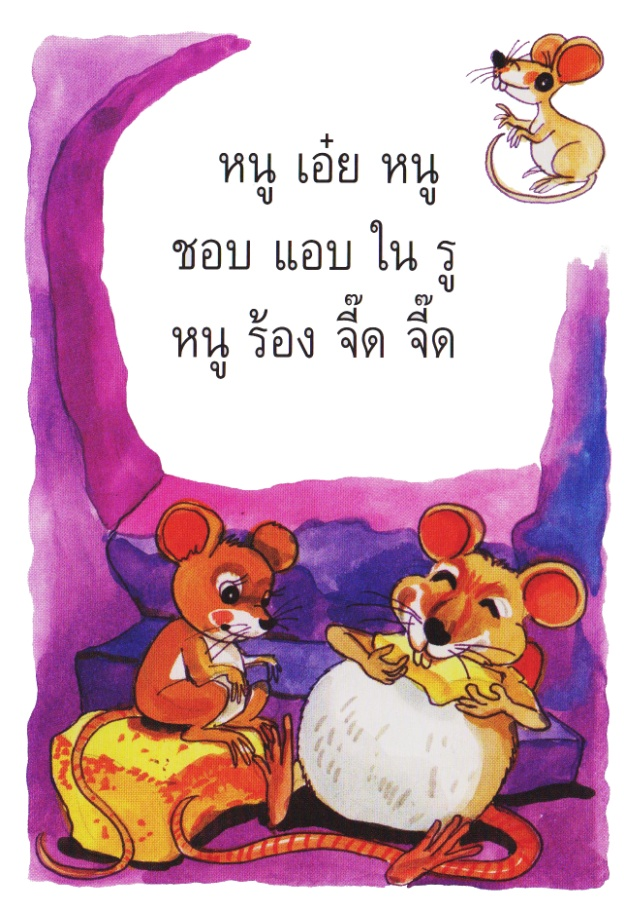 หนู เอ๋ย หนู
ชอบ แอบ ใน รู
หนู ร้อง จี๊ด จี๊ด